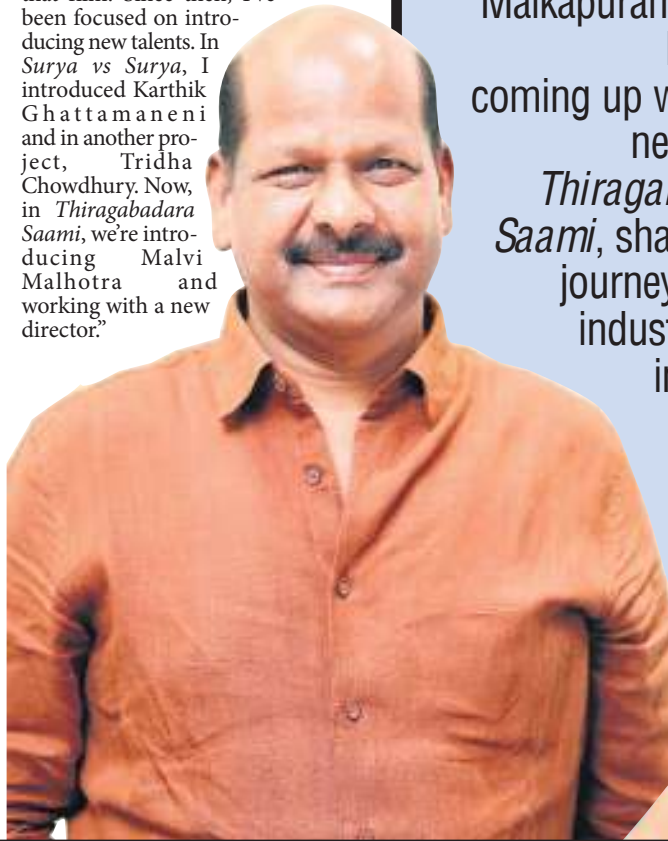 been focused on intro-
ducing new talents. In
Surya vs Surya, I
introduced Karthik
Ghattamaneni
and in another pro-
ject, Tridha
Chowdhury. Now,
in Thiragabadara
Saami, we're intro-
ducing Malvi
Malhotra and
working with a new
director."
Malkapuram
coming up
ne
Thiraga
Saami, sha
journey
indust
in